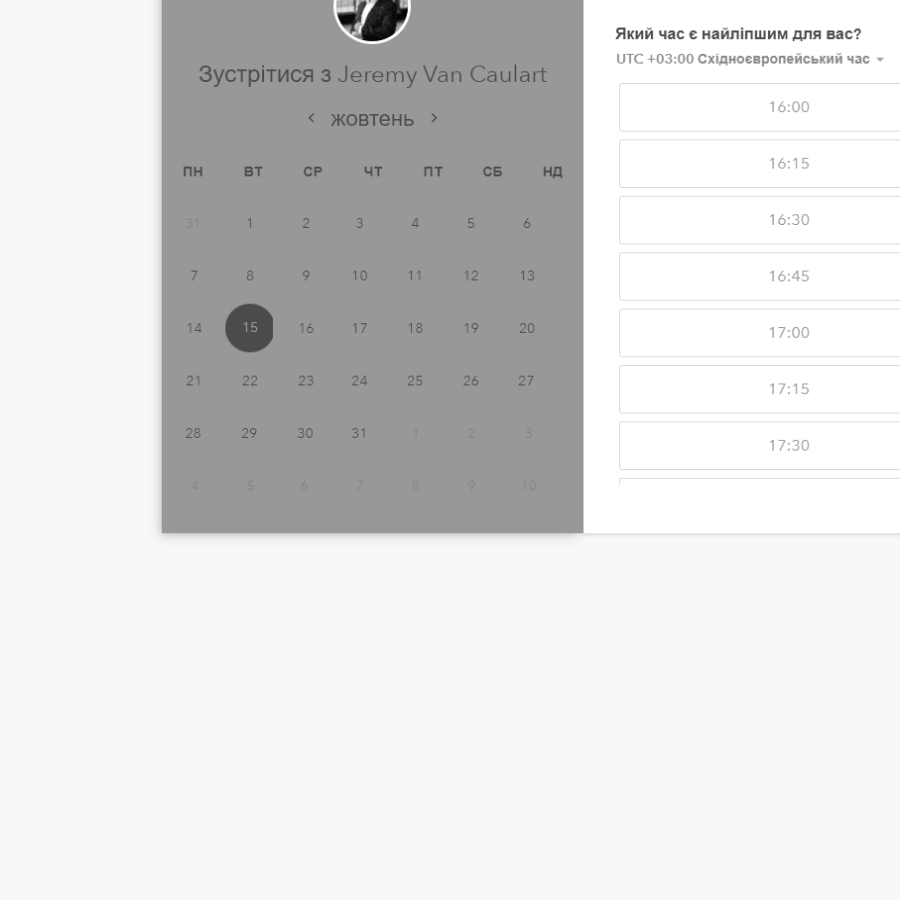 Зустрітися з Jeremy Van Caulart
жовтень
ПН ВТ СР ЧТ ПТ СБ НД
31 1 2 3 4 5 6
7 8 9 10 11 12 13
14 15 16 17 18 19 20
21 22 23 24 25 26 27
28 29 30 31 1 2 3
4 5 6 7 8 9 10
Який час є найліпшим для вас?
UTC +03:00 Східноєвропейський час
16:00
16:15
16:30
16:45
17:00
17:15
17:30